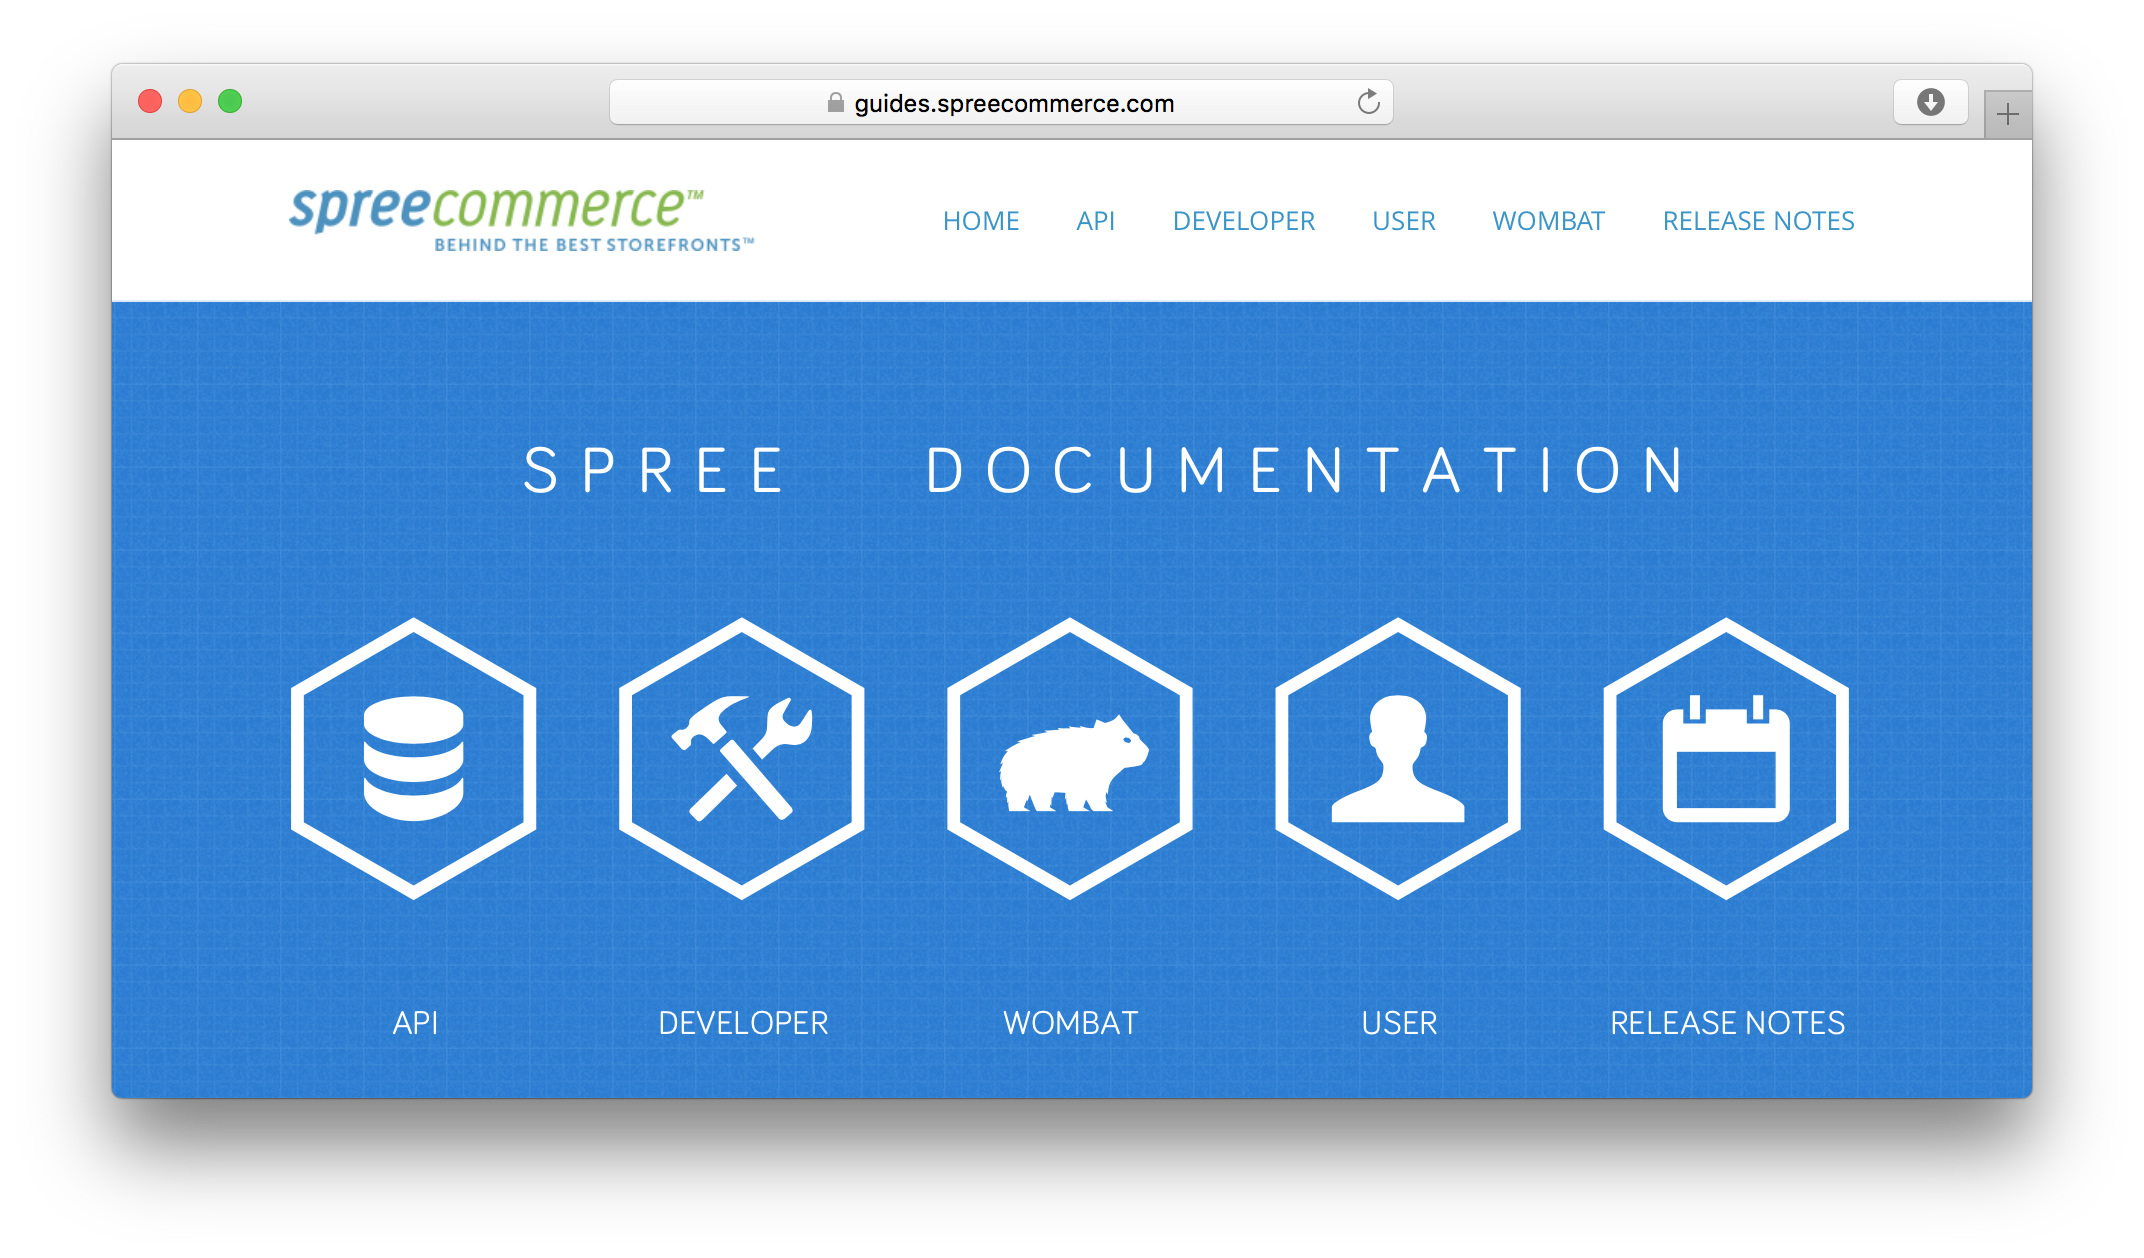 guides.spreecommerce.com
spreecommerce™
BEHIND THE BEST STOREFRONTS™
HOME API DEVELOPER USER WOMBAT RELEASE NOTES
SPREE DOCUMENTATION
API DEVELOPER WOMBAT USER RELEASE NOTES